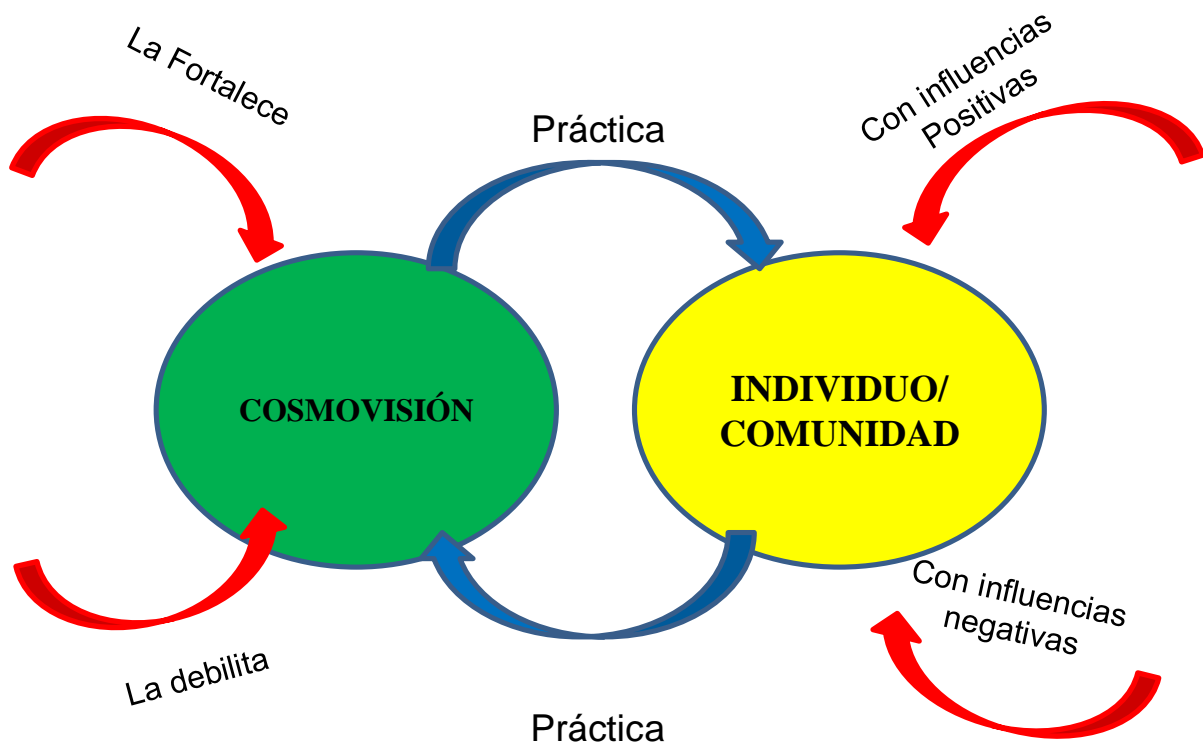 La Fortalece
Práctica
Con influencias
Positivas
COSMOVISIÓN
INDIVIDUO/
COMUNIDAD
La debilita
Práctica
Con influencias
negativas